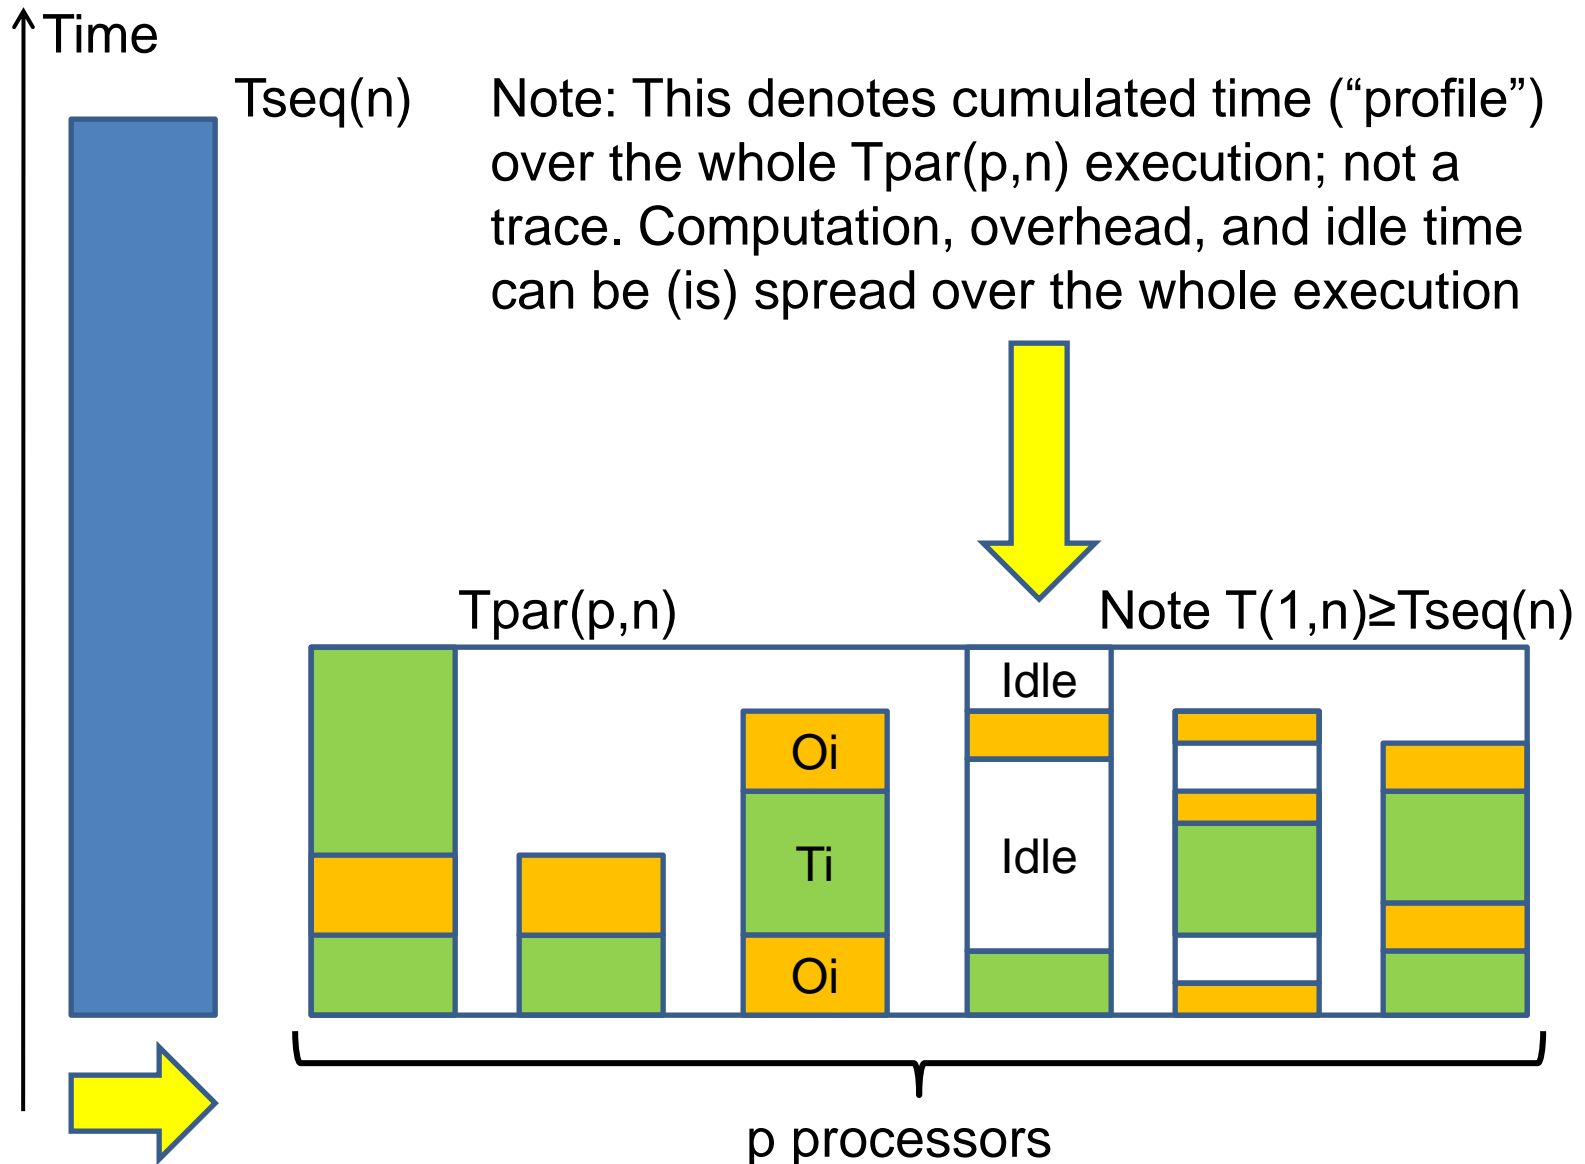 Time
Tseq(n)
Note: This denotes cumulated time (“profile”)
over the whole Tpar(p,n) execution; not a
trace. Computation, overhead, and idle time
can be (is) spread over the whole execution
Tpar(p,n)
Note T(1,n)≥Tseq(n)
Idle
Oi
Ti
Idle
Oi
p processors